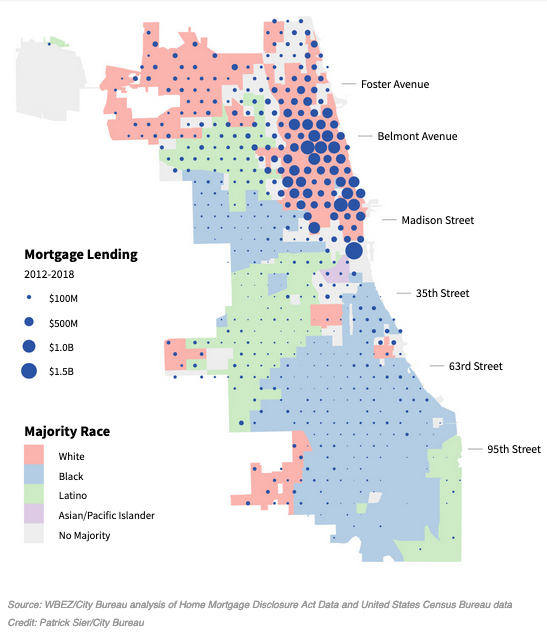 Foster Avenue
Belmont Avenue
Madison Street
Mortgage Lending
2012-2018
$100M
$500M
$1.0B
$1.5B
35th Street
63rd Street
Majority Race
White
Black
Latino
Asian/Pacific Islander
No Majority
95th Street
Source: WBEZ/City Bureau analysis of Home Mortgage Disclosure Act Data and United States Census Bureau data
Credit: Patrick Sier/City Bureau